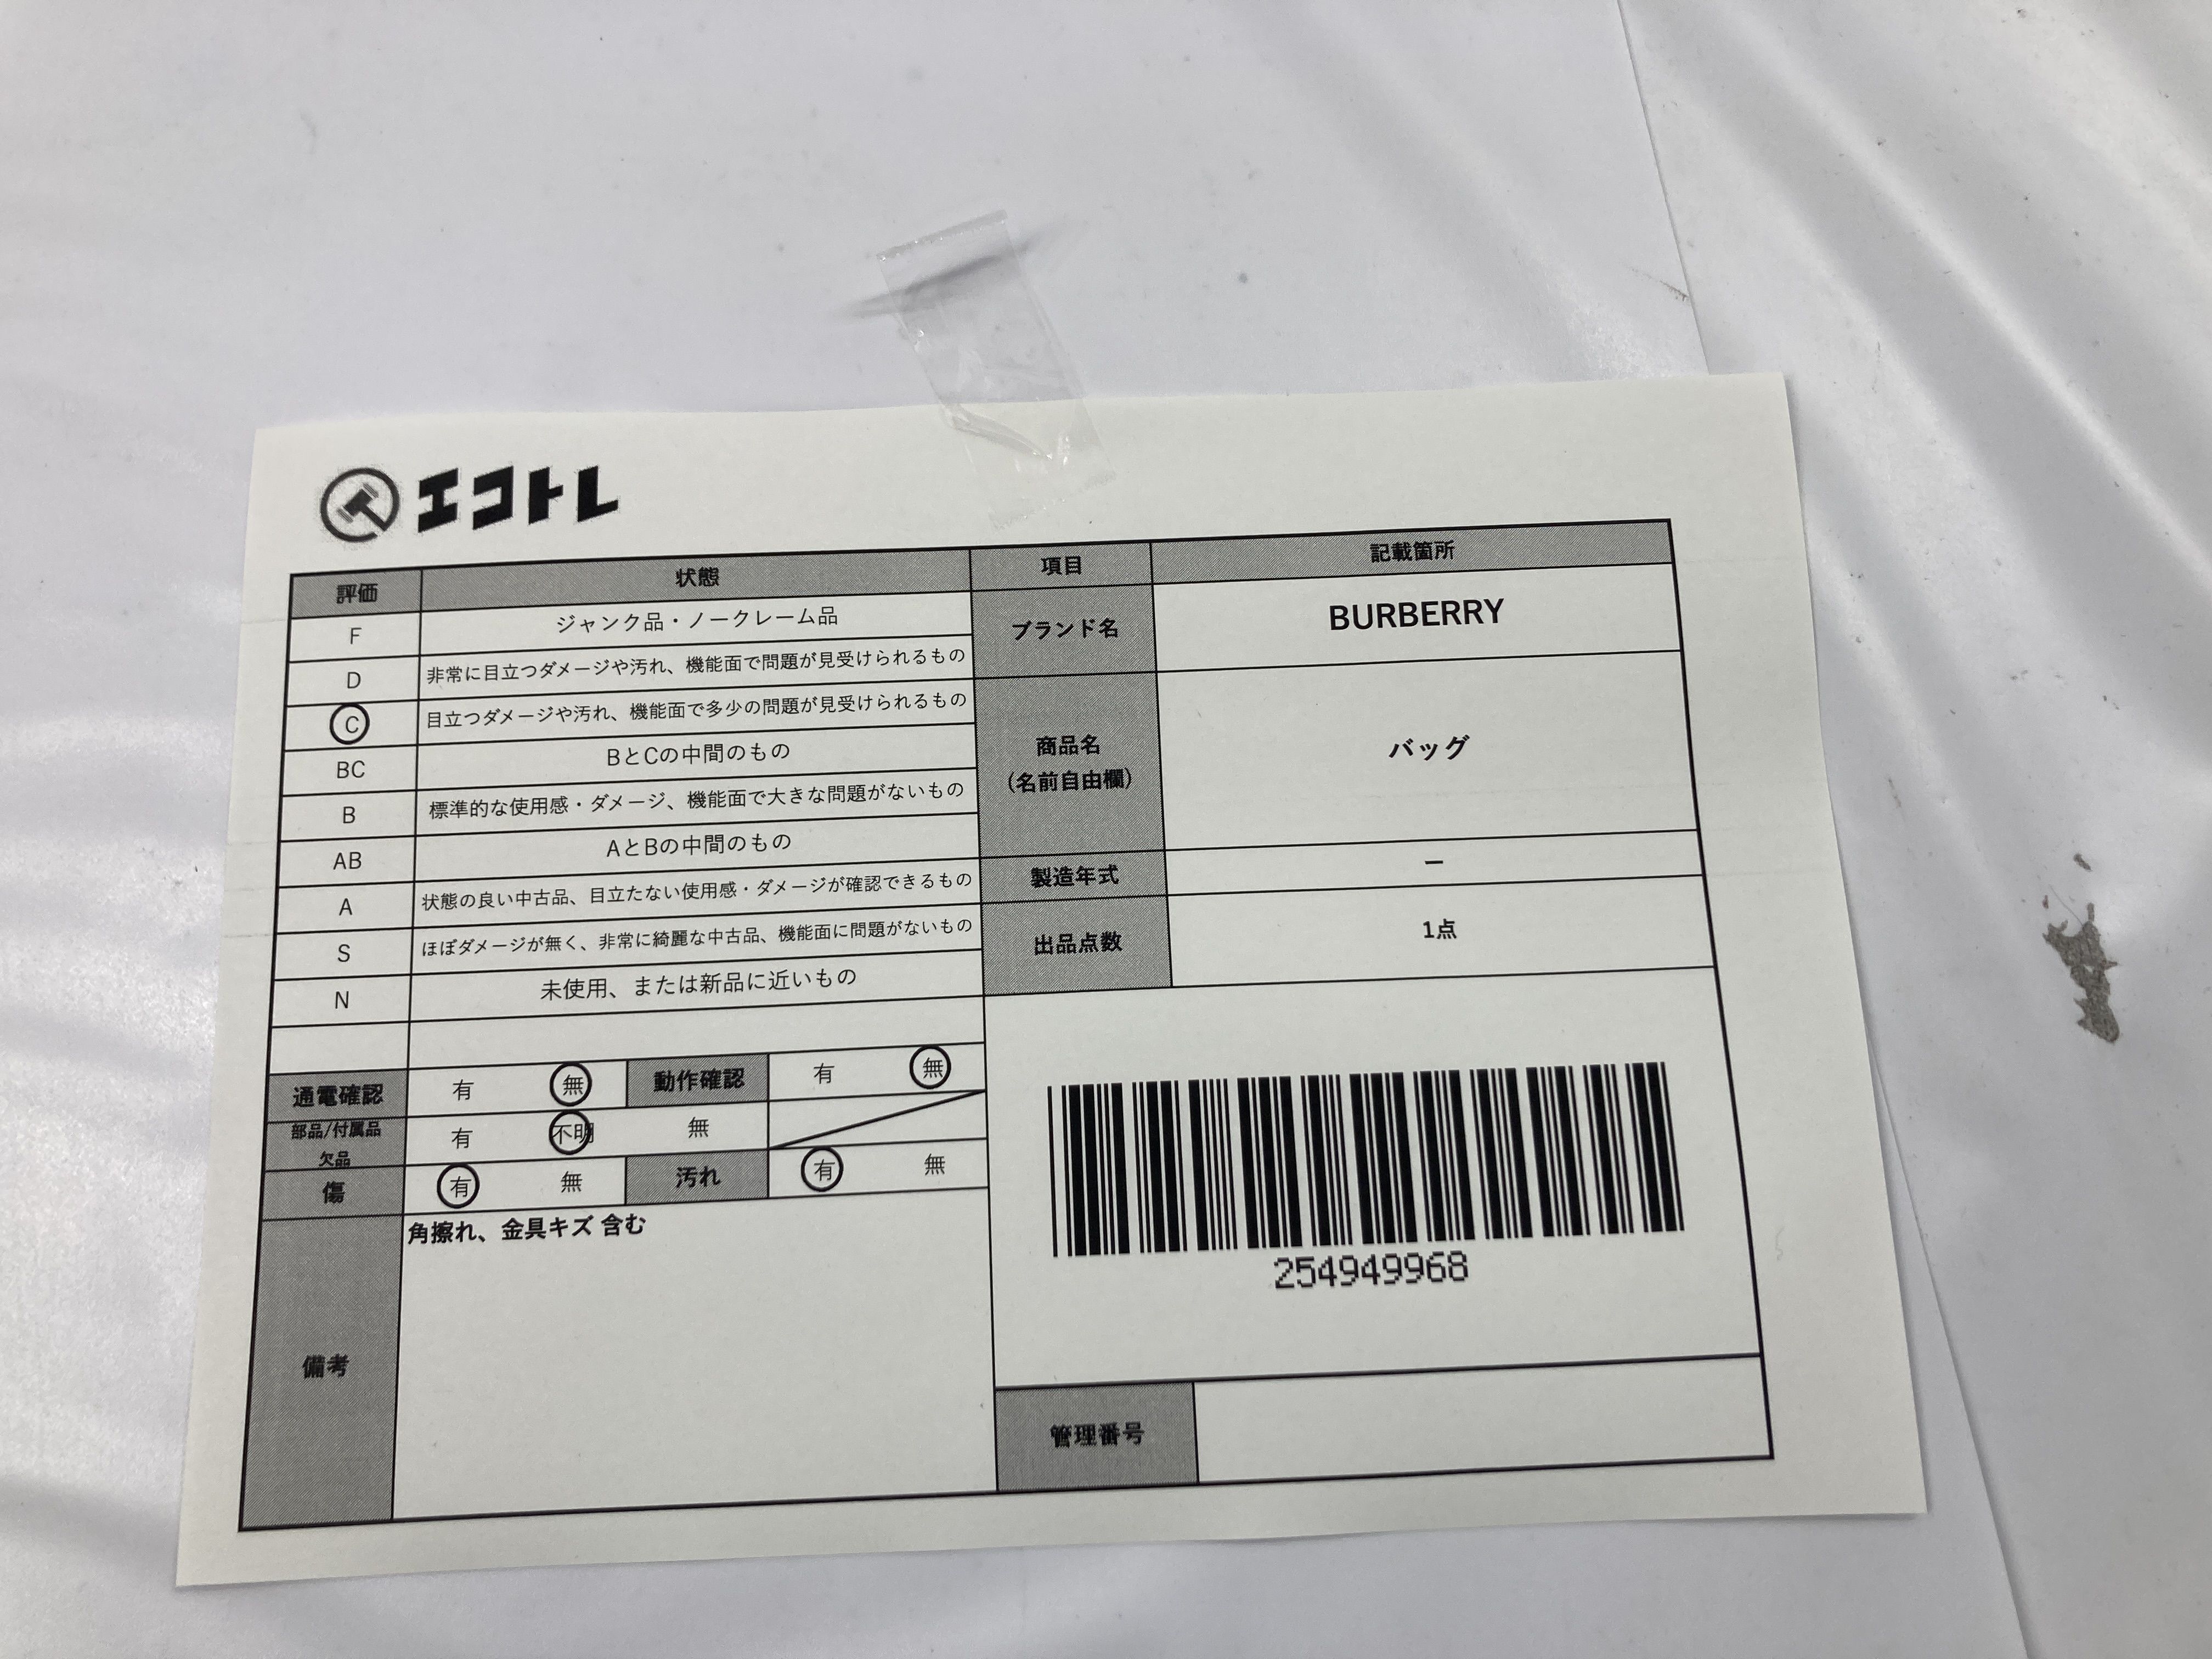 エコトレ
評価 状態 項目 記載箇所
F ジャンク品・ノークレーム品
D 非常に目立つダメージや汚れ、機能面で問題が見受けられるもの
C 目立つダメージや汚れ、機能面で多少の問題が見受けられるもの
BC BとCの中間のもの
B 標準的な使用感・ダメージ、機能面で大きな問題がないもの
AB AとBの中間のもの
A 状態の良い中古品、目立たない使用感・ダメージが確認できるもの
S ほぼダメージが無く、非常に綺麗な中古品、機能面に問題がないもの
N 未使用、または新品に近いもの
通電確認 有 無 動作確認 有 無
部品/付属品
欠品 有 不明 無
傷 有 無 汚れ 有 無
備考 角擦れ、金具キズ 含む
ブランド名 BURBERRY
商品名
(名前自由欄) バッグ
製造年式 ー
出品点数 1点
254949968
管理番号